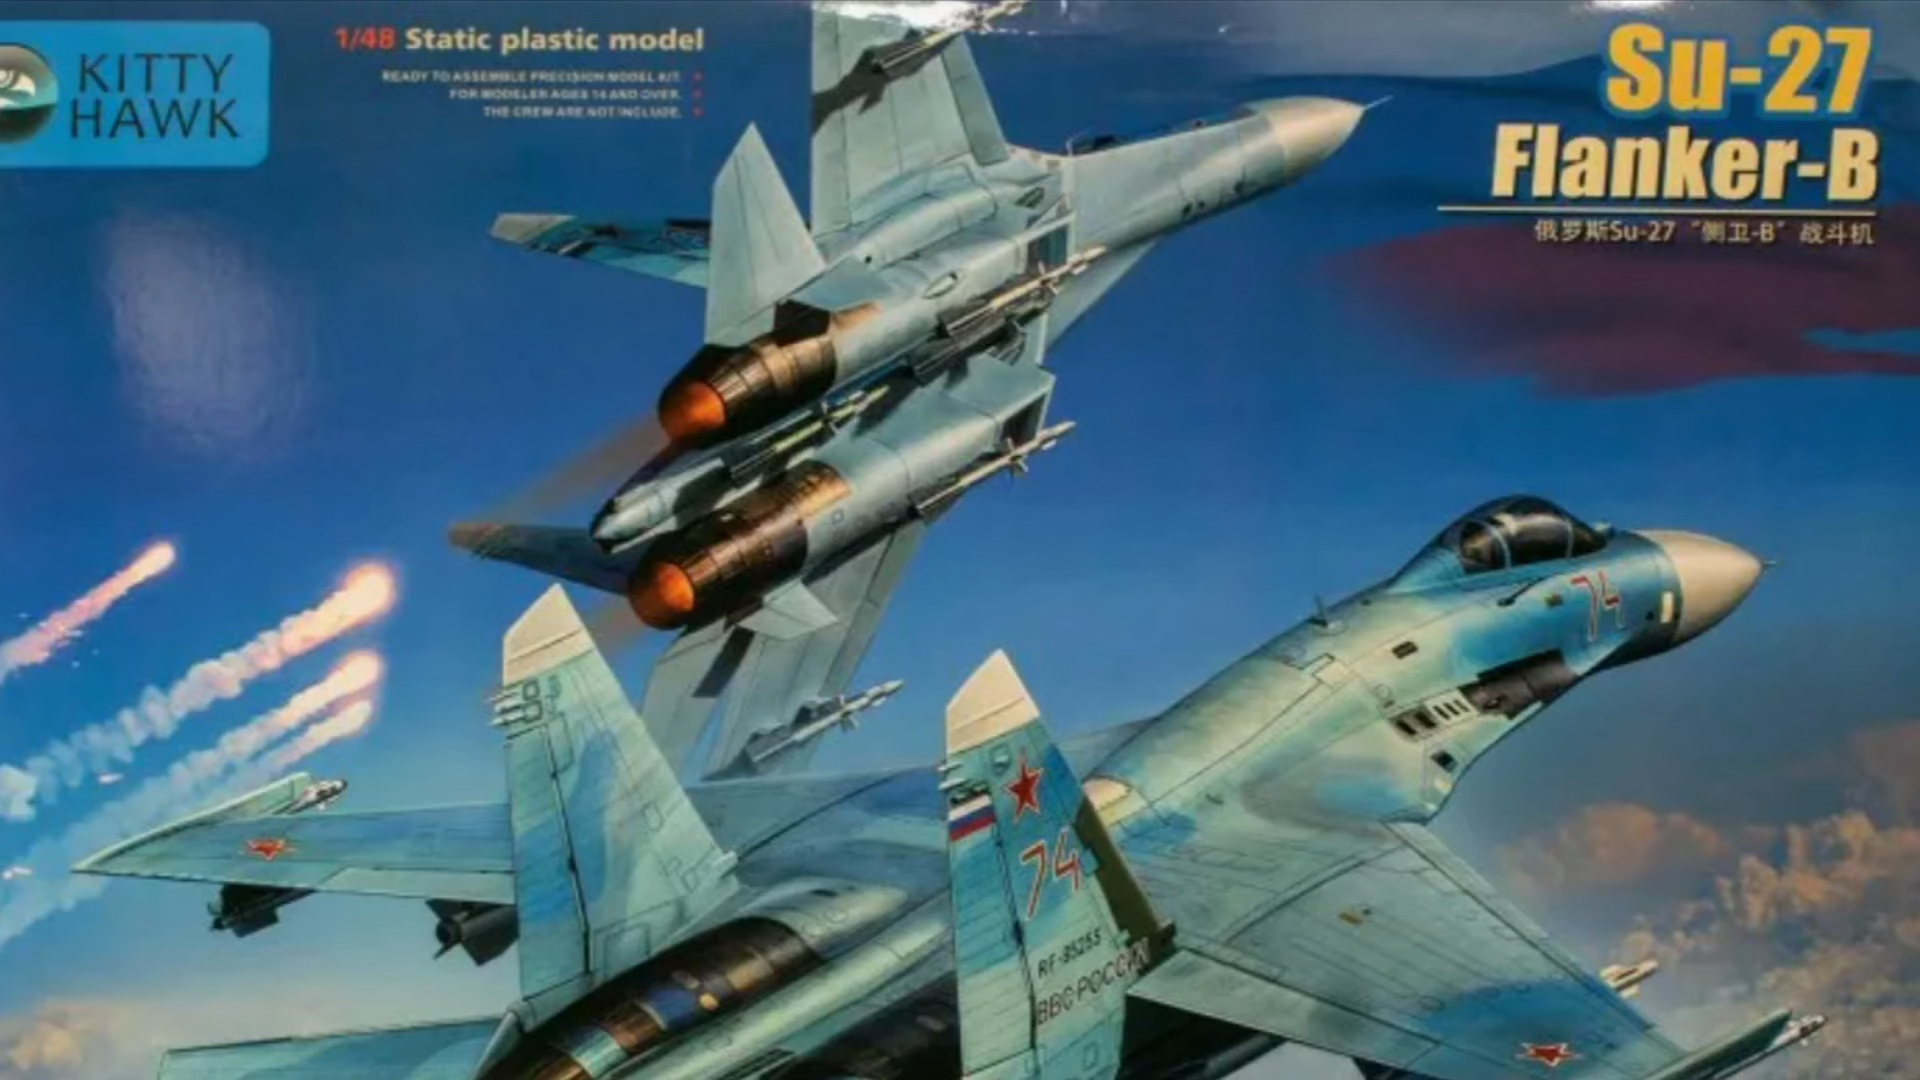 KITTY
HAWK
1/48 Static plastic model
READY TO ASSEMBLE PRECISION MODEL KIT.
FOR MODELER AGES 14 AND OVER.
THE CREW ARE NOT INCLUDE.
Su-27
Flanker-B
俄罗斯Su-27 "侧卫-B" 战斗机
74
74
RF-95255
ВВС РОССИИ